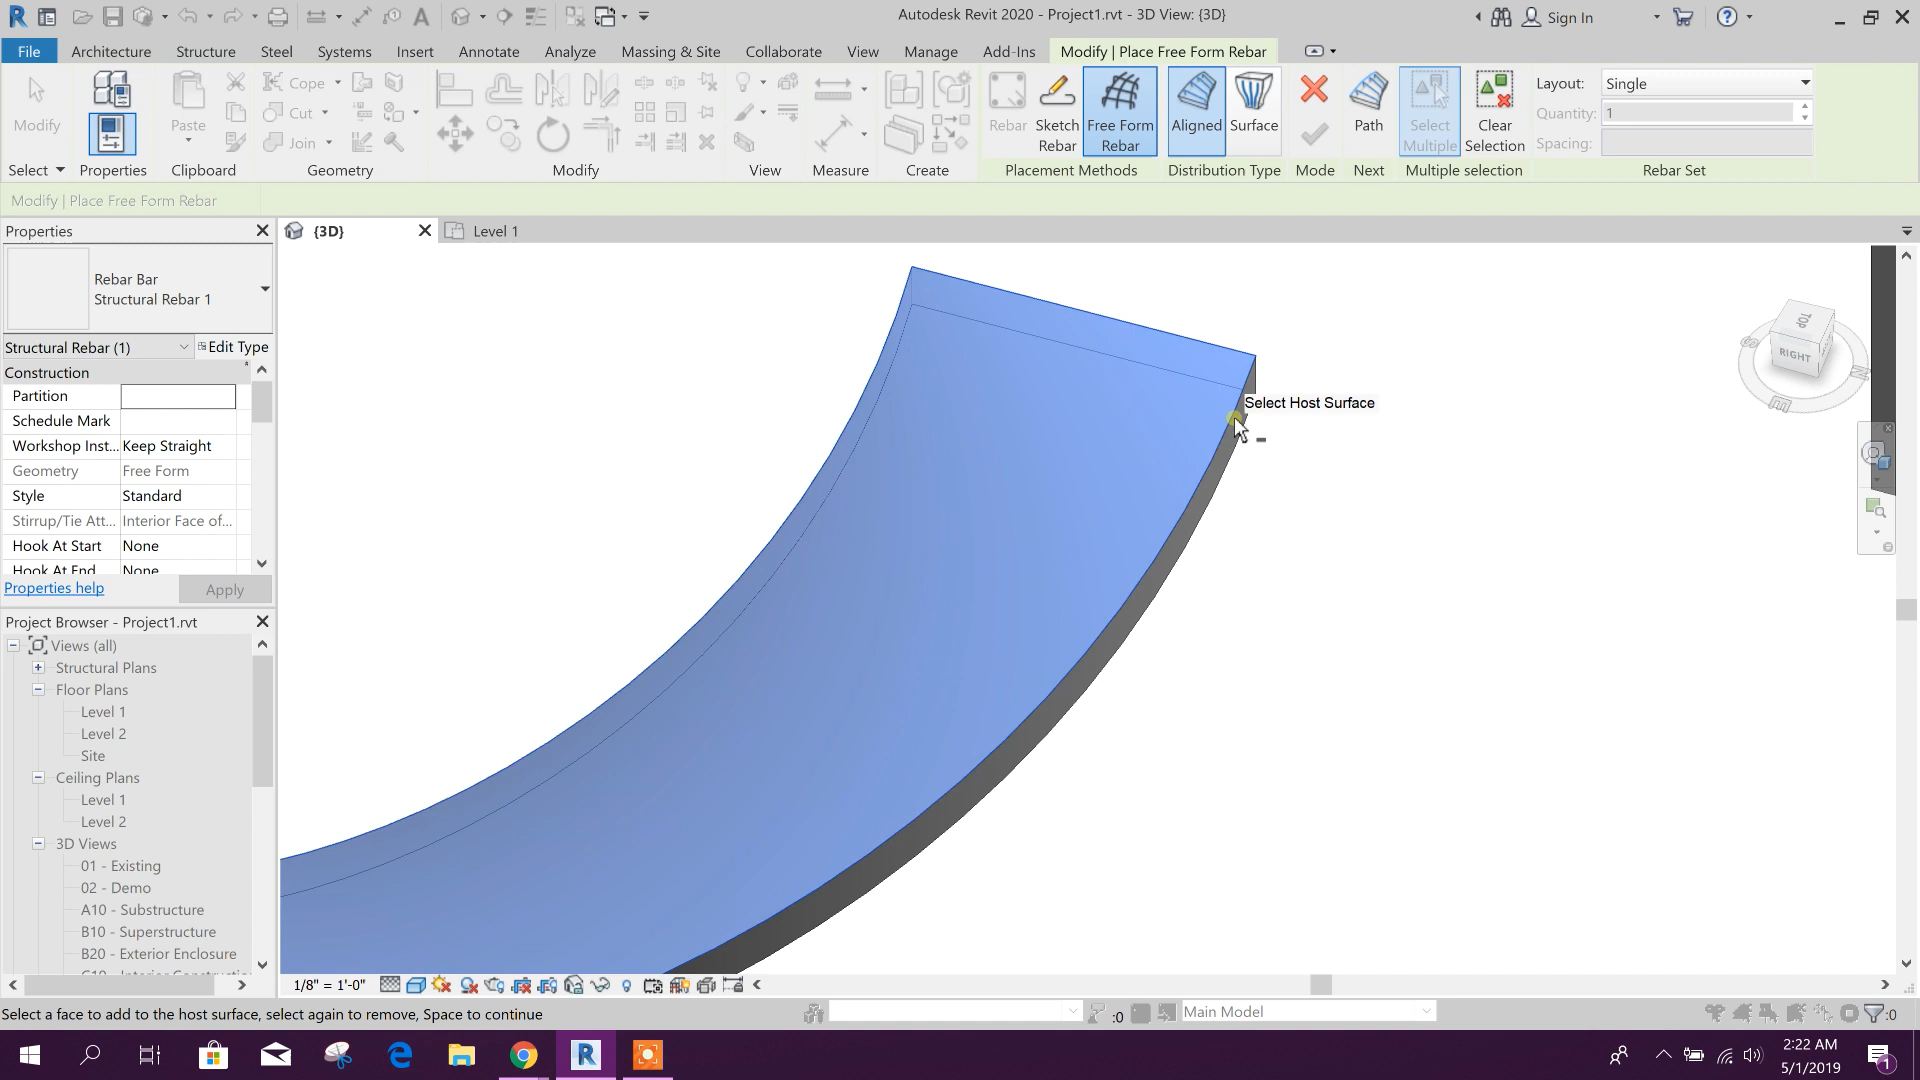 Autodesk Revit 2020 - Project1.rvt - 3D View: {3D}
Sign In
File Architecture Structure Steel Systems Insert Annotate Analyze Massing & Site Collaborate View Manage Add-Ins Modify | Place Free Form Rebar
Modify
Paste
Cope
Cut
Join
Rebar
Sketch Rebar
Free Form Rebar
Aligned
Surface
Path
Select Multiple
Clear Selection
Layout: Single
Quantity: 1
Spacing:
Select Properties Clipboard Geometry Modify View Measure Create Placement Methods Distribution Type Mode Next Multiple selection Rebar Set
Modify | Place Free Form Rebar
Properties
{3D}
Level 1
Rebar Bar
Structural Rebar 1
Structural Rebar (1)
Edit Type
Construction
Partition
Schedule Mark
Workshop Inst... Keep Straight
Geometry Free Form
Style Standard
Stirrup/Tie Att... Interior Face of...
Hook At Start None
Hook At End None
Properties help
Apply
Project Browser - Project1.rvt
Views (all)
Structural Plans
Floor Plans
Level 1
Level 2
Site
Ceiling Plans
Level 1
Level 2
3D Views
01 - Existing
02 - Demo
A10 - Substructure
B10 - Superstructure
B20 - Exterior Enclosure
Select Host Surface
TOP
RIGHT
S
N
E
1/8" = 1'-0"
Select a face to add to the host surface, select again to remove, Space to continue
:0
Main Model
:0
2:22 AM
5/1/2019
1